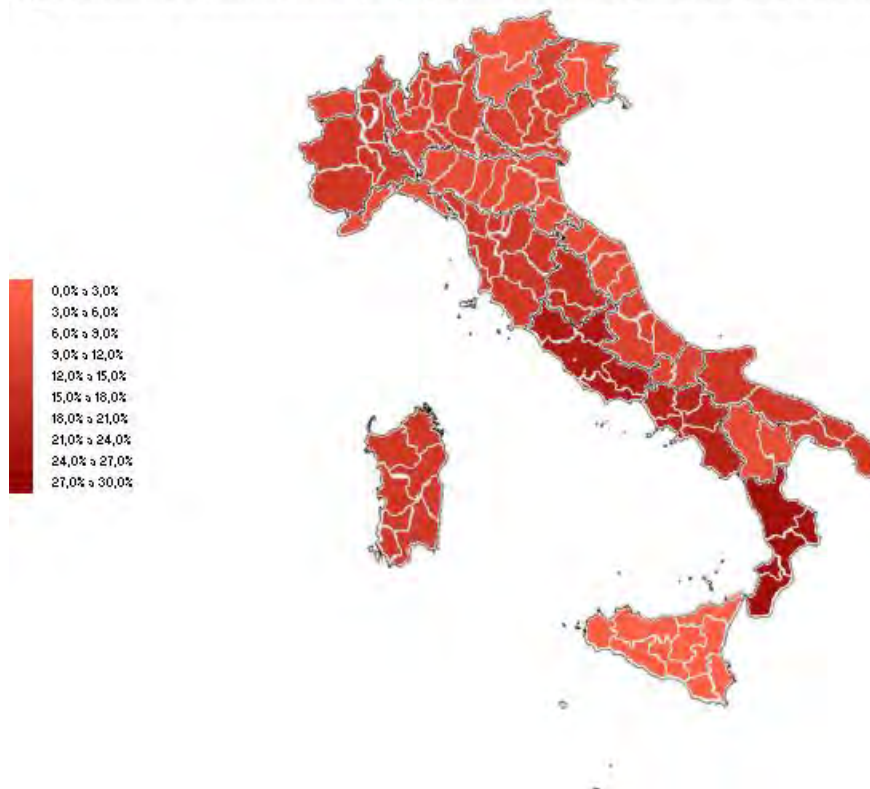 0,0% a 3,0%
3,0% a 6,0%
6,0% a 9,0%
9,0% a 12,0%
12,0% a 15,0%
15,0% a 18,0%
18,0% a 21,0%
21,0% a 24,0%
24,0% a 27,0%
27,0% a 30,0%